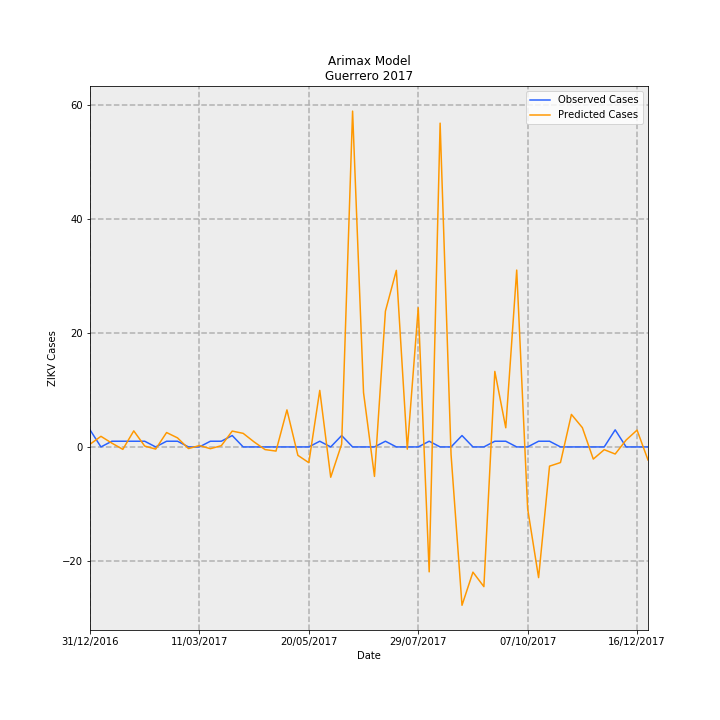 Arimax Model
Guerrero 2017
Observed Cases
Predicted Cases
60
40
20
0
−20
ZIKV Cases
31/12/2016 11/03/2017 20/05/2017 29/07/2017 07/10/2017 16/12/2017
Date